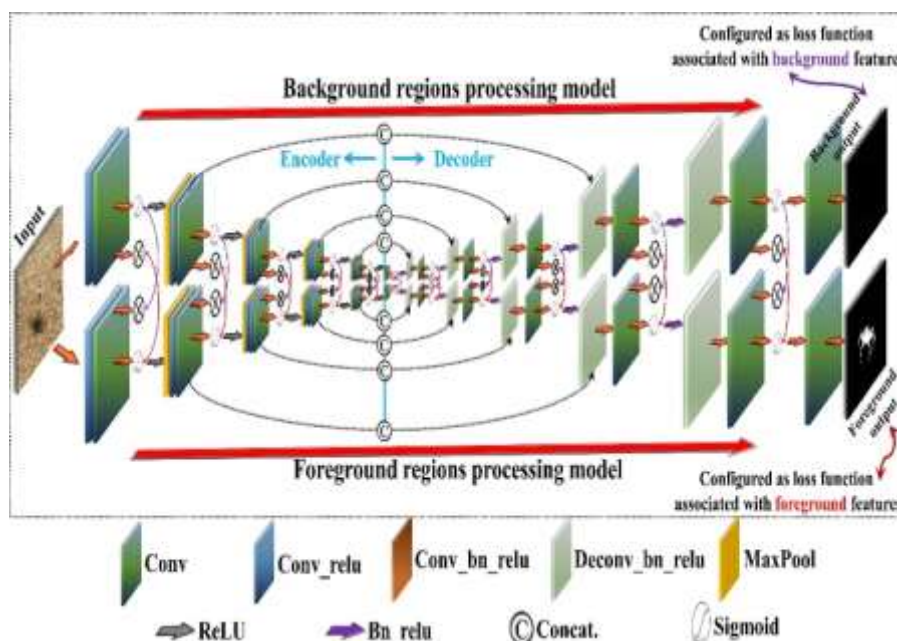 Configured as loss function
associated with background feature
Background regions processing model
Background
output
Encoder
Decoder
C
C
C
C
Input
C
C
C
C
Foreground
output
Foreground regions processing model
Configured as loss function
associated with foreground feature
Conv
Conv_relu
Conv_bn_relu
Deconv_bn_relu
MaxPool
ReLU
Bn_relu
C Concat.
Sigmoid